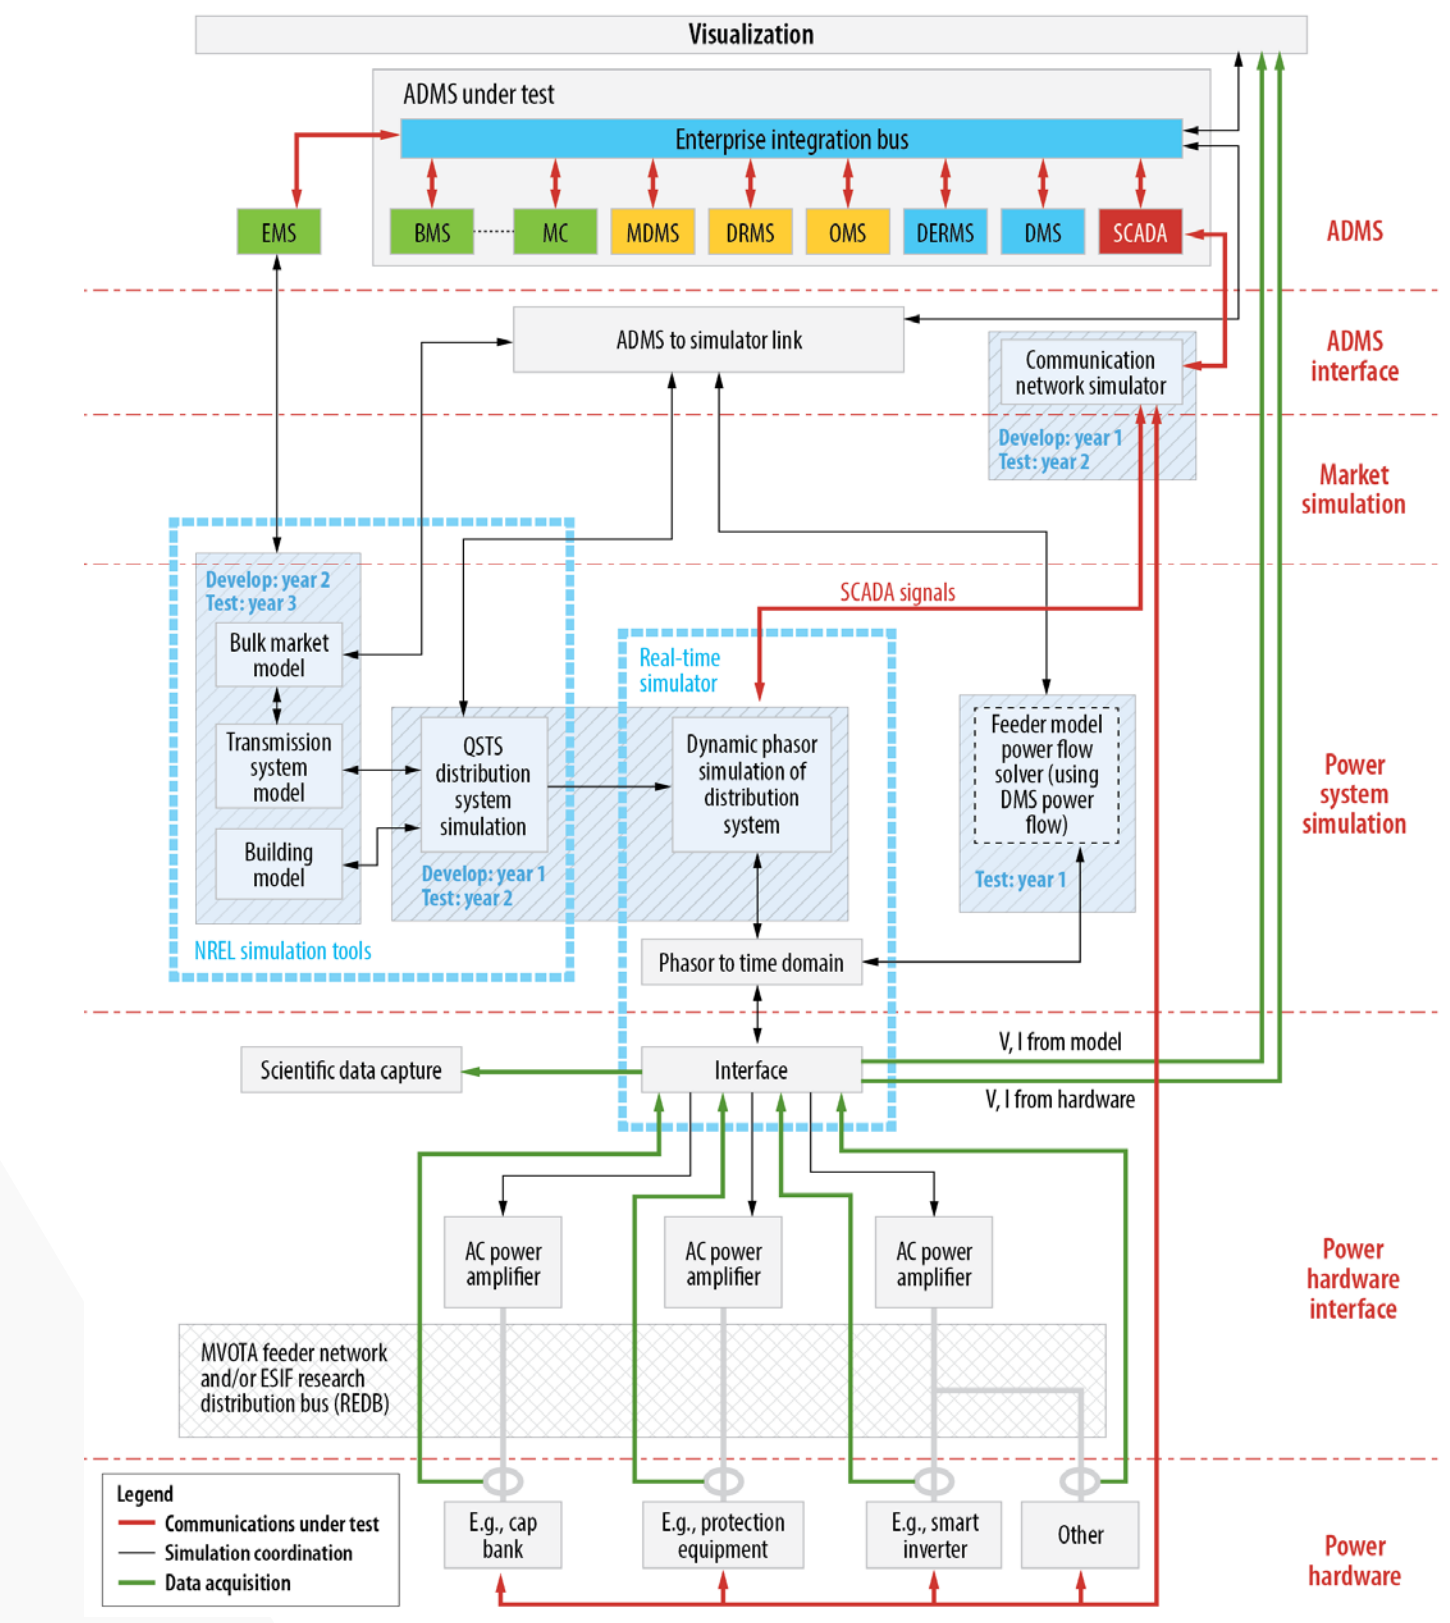 Visualization
ADMS under test
Enterprise integration bus
EMS
BMS
MC
MDMS
DRMS
OMS
DERMS
DMS
SCADA
ADMS
ADMS to simulator link
Communication
network simulator
ADMS
interface
Develop: year 1
Test: year 2
Market
simulation
Develop: year 2
Test: year 3
SCADA signals
Bulk market
model
Real-time
simulator
Transmission
system
model
QSTS
distribution
system
simulation
Dynamic phasor
simulation of
distribution
system
Feeder model
power flow
solver (using
DMS power
flow)
Power
system
simulation
Building
model
Develop: year 1
Test: year 2
Test: year 1
NREL simulation tools
Phasor to time domain
V, I from model
Scientific data capture
Interface
V, I from hardware
AC power
amplifier
AC power
amplifier
AC power
amplifier
Power
hardware
interface
MVOTA feeder network
and/or ESIF research
distribution bus (REDB)
Legend
Communications under test
Simulation coordination
Data acquisition
E.g., cap
bank
E.g., protection
equipment
E.g., smart
inverter
Other
Power
hardware